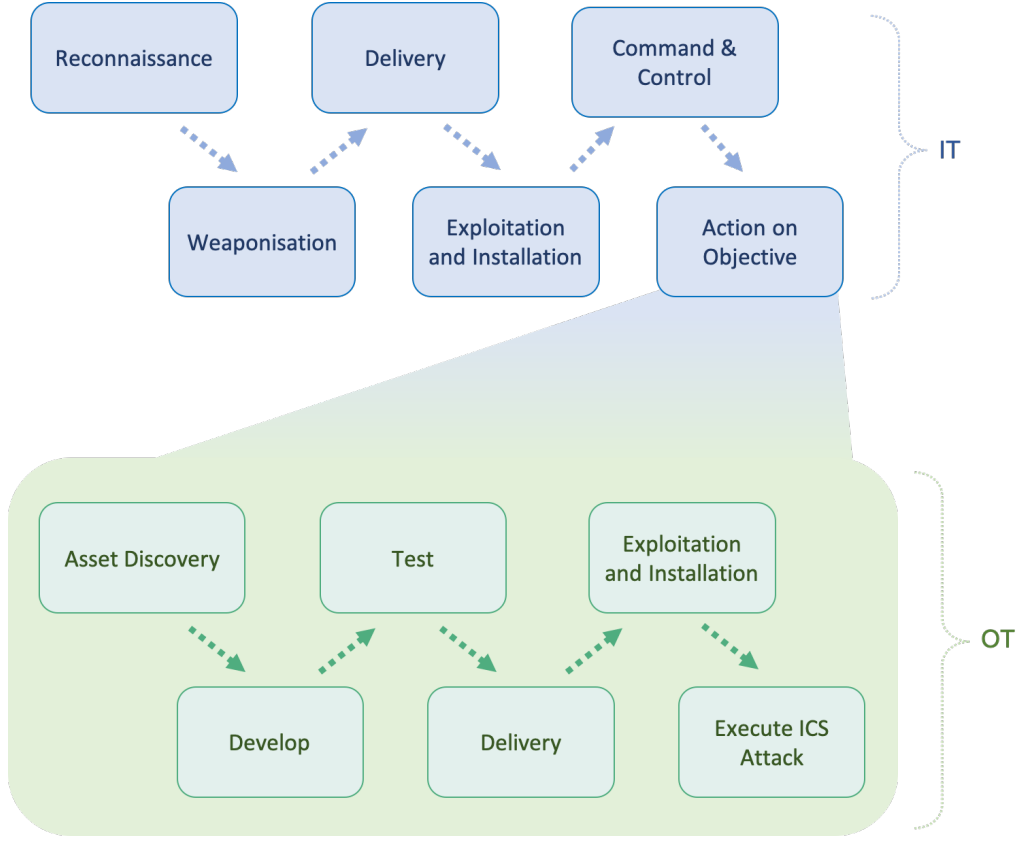 Reconnaissance
Delivery
Command &
Control
IT
Weaponisation
Exploitation
and Installation
Action on
Objective
Asset Discovery
Test
Exploitation
and Installation
OT
Develop
Delivery
Execute ICS
Attack